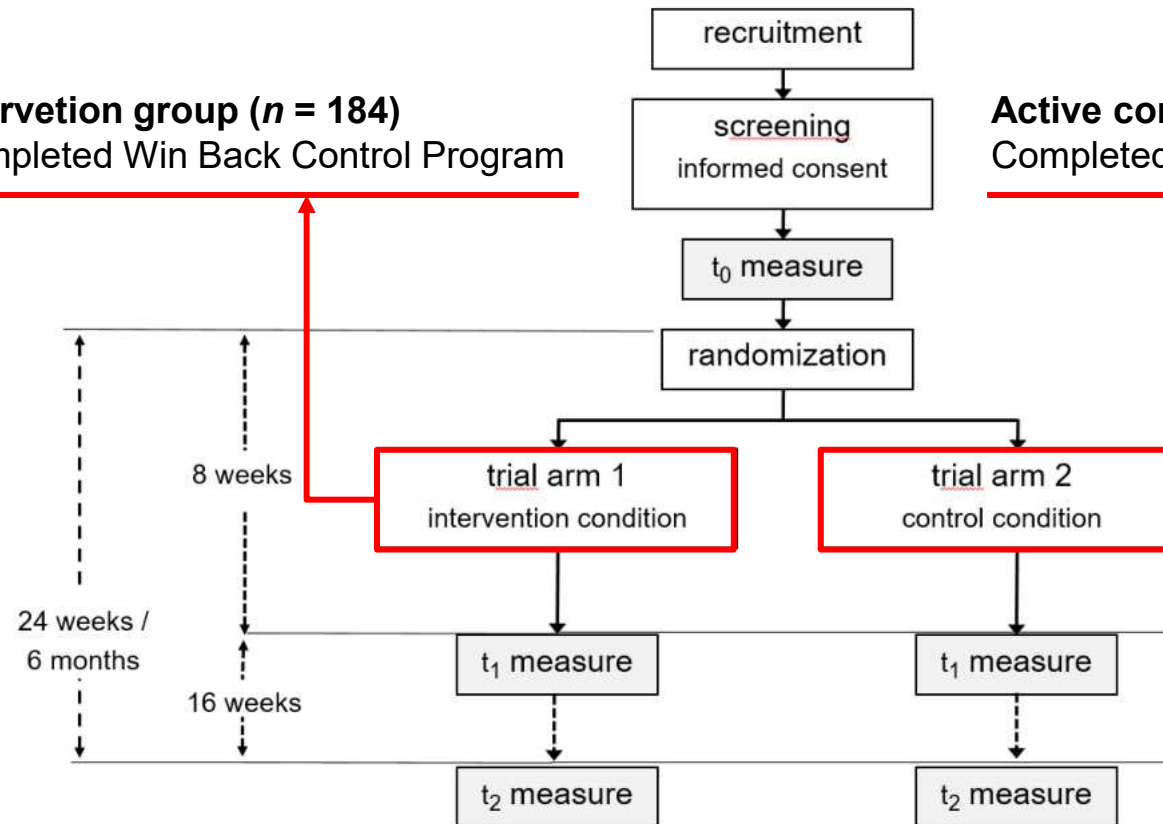 recruitment
rvetion group (n = 184)
npleted Win Back Control Program
screening
informed consent
Active cor
Completed
t0 measure
randomization
8 weeks
trial arm 1
intervention condition
trial arm 2
control condition
24 weeks /
6 months
t1 measure
t1 measure
16 weeks
t2 measure
t2 measure